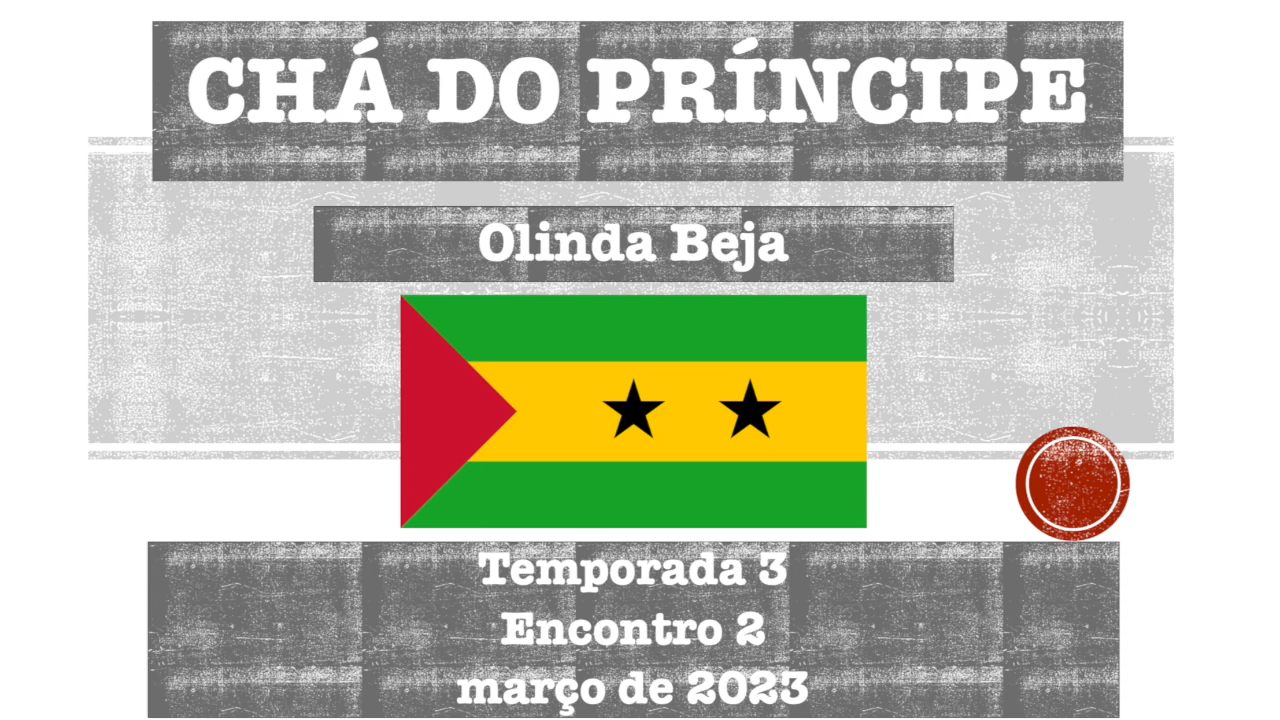 CHÁ DO PRÍNCIPE
Olinda Beja
Temporada 3
Encontro 2
março de 2023